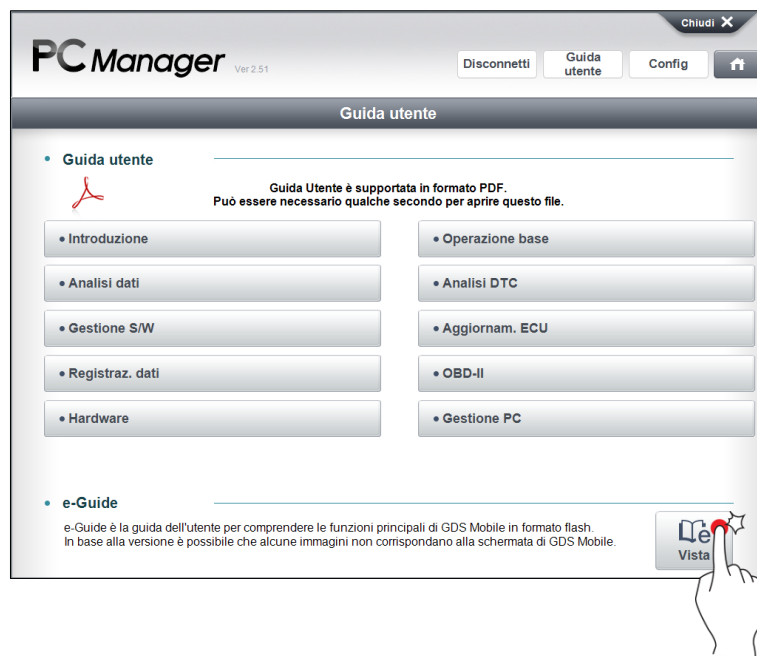 Chiudi X
PC Manager Ver 2.51
Disconnetti
Guida
utente
Config
Guida utente
• Guida utente
Guida Utente è supportata in formato PDF.
Può essere necessario qualche secondo per aprire questo file.
• Introduzione
• Operazione base
• Analisi dati
• Analisi DTC
• Gestione S/W
• Aggiornam. ECU
• Registraz. dati
• OBD-II
• Hardware
• Gestione PC
• e-Guide
e-Guide è la guida dell'utente per comprendere le funzioni principali di GDS Mobile in formato flash.
In base alla versione è possibile che alcune immagini non corrispondano alla schermata di GDS Mobile.
e
Vista